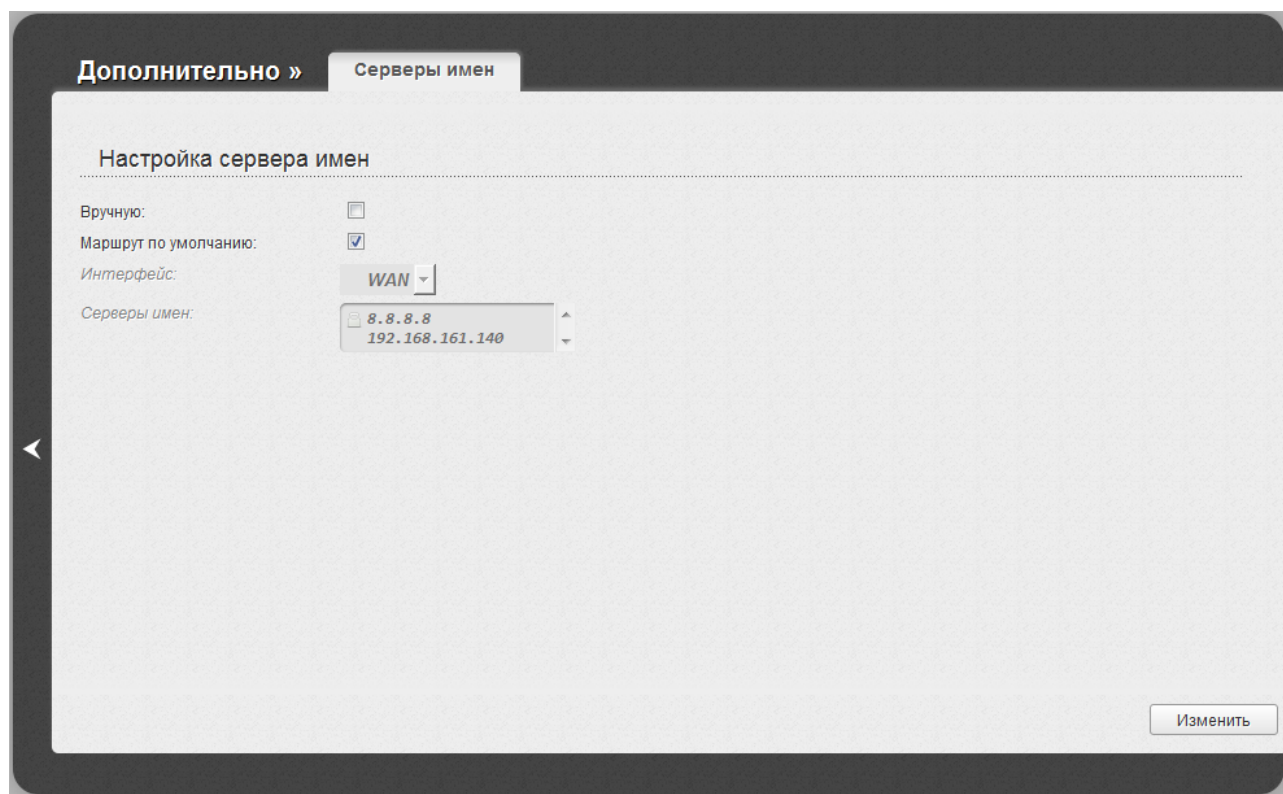 Дополнительно »
Серверы имен
Настройка сервера имен
Вручную:
Маршрут по умолчанию:
Интерфейс: WAN
Серверы имен: 8.8.8.8
192.168.161.140
Изменить